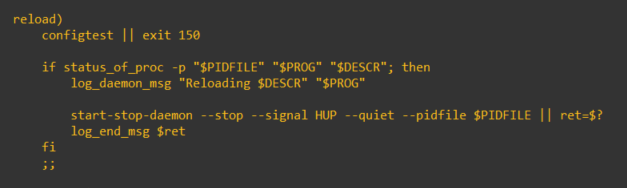 reload)
    configtest || exit 150

    if status_of_proc -p "$PIDFILE" "$PROG" "$DESCR"; then
        log_daemon_msg "Reloading $DESCR" "$PROG"

        start-stop-daemon --stop --signal HUP --quiet --pidfile $PIDFILE || ret=$?
        log_end_msg $ret
    fi
    ;;